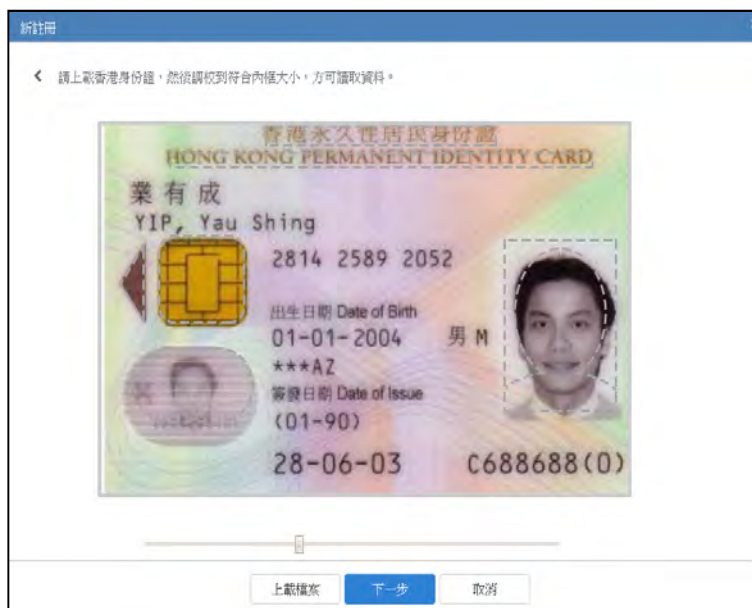 新註冊
請上載香港身份證，然後調校到符合內框大小，方可讀取資料。
香港永久性居民身份證
HONG KONG PERMANENT IDENTITY CARD
業有成
YIP, Yau Shing
2814 2589 2052
出生日期 Date of Birth
01-01-2004 男 M
***AZ
簽發日期 Date of Issue
(01-90)
28-06-03 C688688(0)
上載檔案 下一步 取消